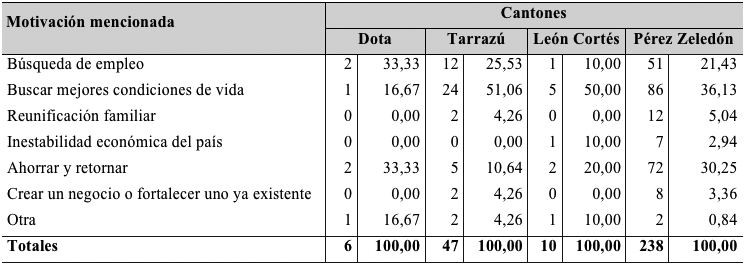 Motivación mencionada Cantones
Dota Tarrazú León Cortés Pérez Zeledón
Búsqueda de empleo 2 33,33 12 25,53 1 10,00 51 21,43
Buscar mejores condiciones de vida 1 16,67 24 51,06 5 50,00 86 36,13
Reunificación familiar 0 0,00 2 4,26 0 0,00 12 5,04
Inestabilidad económica del país 0 0,00 0 0,00 1 10,00 7 2,94
Ahorrar y retornar 2 33,33 5 10,64 2 20,00 72 30,25
Crear un negocio o fortalecer uno ya existente 0 0,00 2 4,26 0 0,00 8 3,36
Otra 1 16,67 2 4,26 1 10,00 2 0,84
Totales 6 100,00 47 100,00 10 100,00 238 100,00